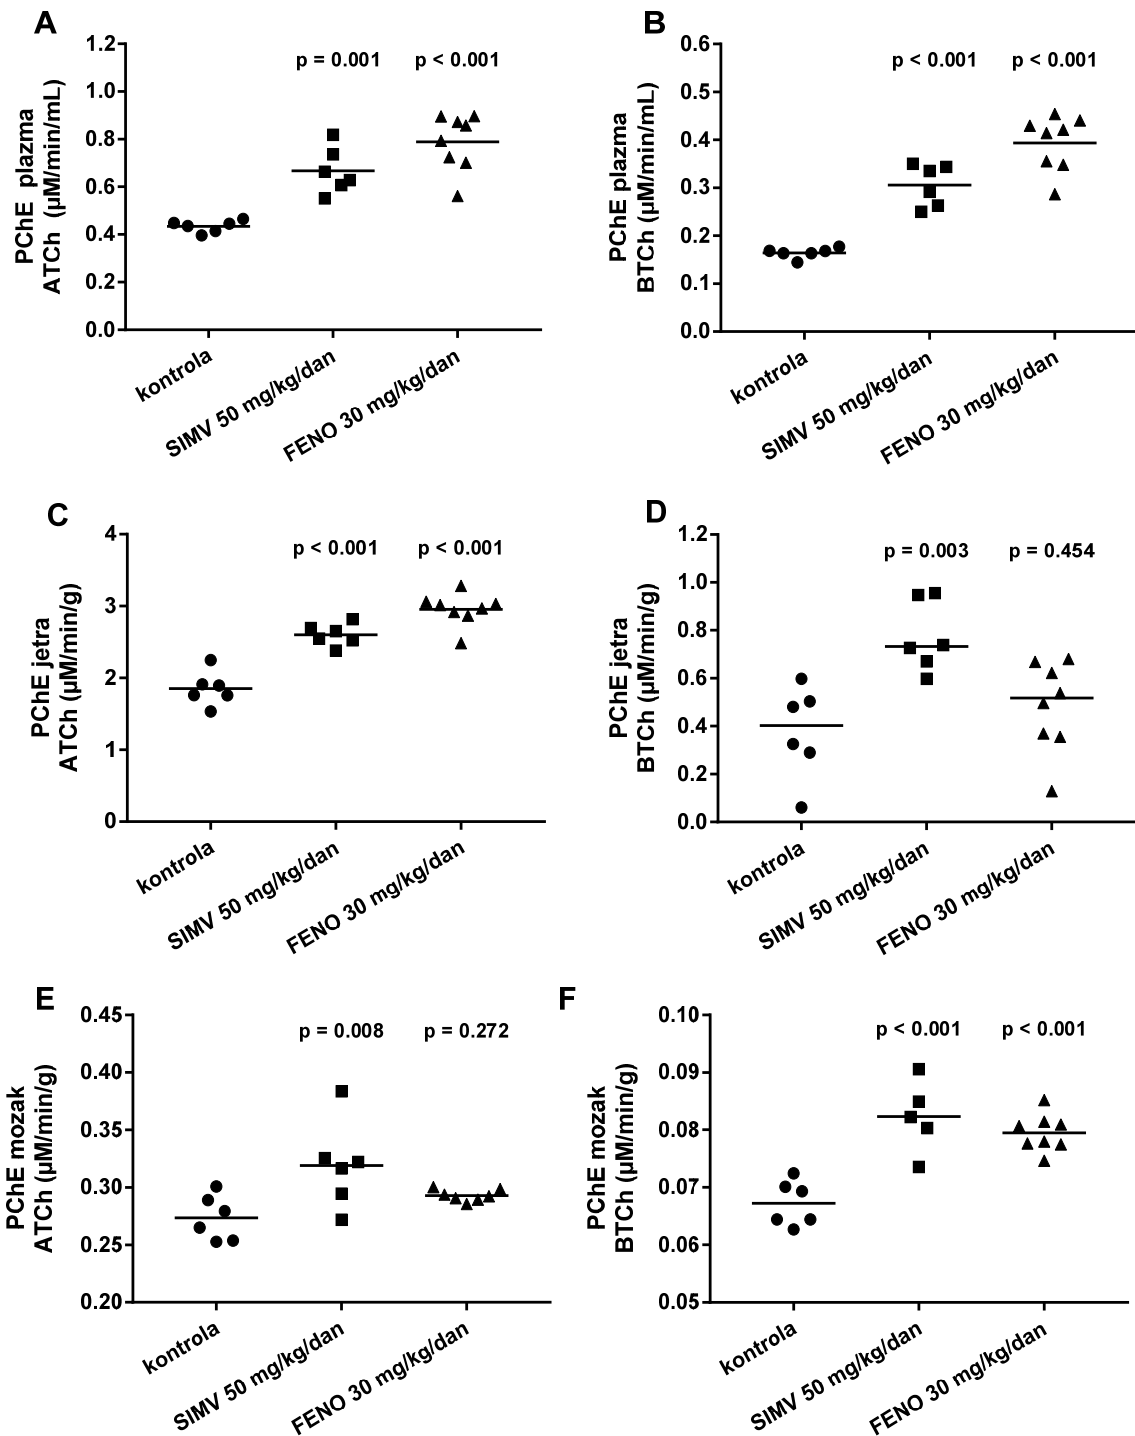 A
PChE plazma
ATCh (µM/min/mL)
1.2
1.0
0.8
0.6
0.4
0.2
0.0
p = 0.001
p < 0.001
kontrola
SIMV 50 mg/kg/dan
FENO 30 mg/kg/dan
B
PChE plazma
BTCh (µM/min/mL)
0.6
0.5
0.4
0.3
0.2
0.1
0.0
p < 0.001
p < 0.001
kontrola
SIMV 50 mg/kg/dan
FENO 30 mg/kg/dan
C
PChE jetra
ATCh (µM/min/g)
4
3
2
1
0
p < 0.001
p < 0.001
kontrola
SIMV 50 mg/kg/dan
FENO 30 mg/kg/dan
D
PChE jetra
BTCh (µM/min/g)
1.2
1.0
0.8
0.6
0.4
0.2
0.0
p = 0.003
p = 0.454
kontrola
SIMV 50 mg/kg/dan
FENO 30 mg/kg/dan
E
PChE mozak
ATCh (µM/min/g)
0.45
0.40
0.35
0.30
0.25
0.20
p = 0.008
p = 0.272
kontrola
SIMV 50 mg/kg/dan
FENO 30 mg/kg/dan
F
PChE mozak
BTCh (µM/min/g)
0.10
0.09
0.08
0.07
0.06
0.05
p < 0.001
p < 0.001
kontrola
SIMV 50 mg/kg/dan
FENO 30 mg/kg/dan